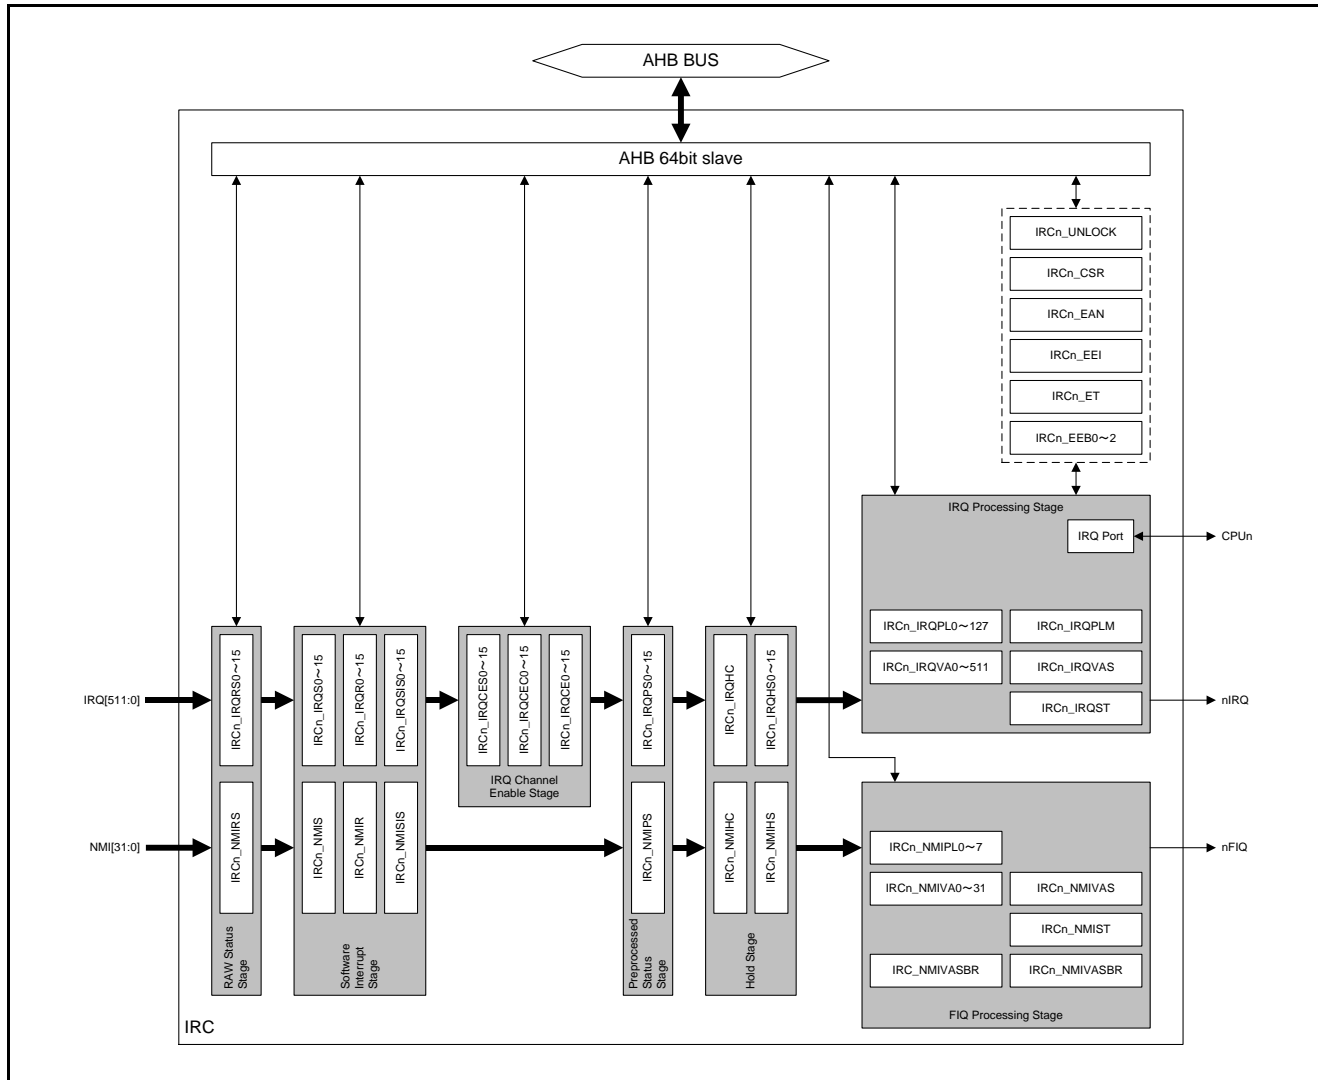 AHB BUS
AHB 64bit slave
IRCn_UNLOCK
IRCn_CSR
IRCn_EAN
IRCn_EEI
IRCn_ET
IRCn_EEB0～2
IRQ Processing Stage
IRQ Port
CPUn
IRCn_IRQPL0～127
IRCn_IRQPLM
IRCn_IRQVA0～511
IRCn_IRQVAS
IRCn_IRQST
nIRQ
IRQ[511:0]
IRCn_IRQRS0～15
IRCn_IRQS0～15
IRCn_IRQR0～15
IRCn_IRQSIS0～15
IRCn_IRQCES0～15
IRCn_IRQCEC0～15
IRCn_IRQCE0～15
IRQ Channel
Enable Stage
IRCn_IRQPS0～15
IRCn_IRQHC
IRCn_IRQHS0～15
NMI[31:0]
IRCn_NMIRS
IRCn_NMIS
IRCn_NMIR
IRCn_NMISIS
IRCn_NMIPS
IRCn_NMIHC
IRCn_NMIHS
RAW Status
Stage
Software
Interrupt
Stage
Preprocessed
Status
Stage
Hold Stage
IRCn_NMIPL0～7
nFIQ
IRCn_NMIVA0～31
IRCn_NMIVAS
IRCn_NMIST
IRC_NMIVASBR
IRCn_NMIVASBR
FIQ Processing Stage
IRC